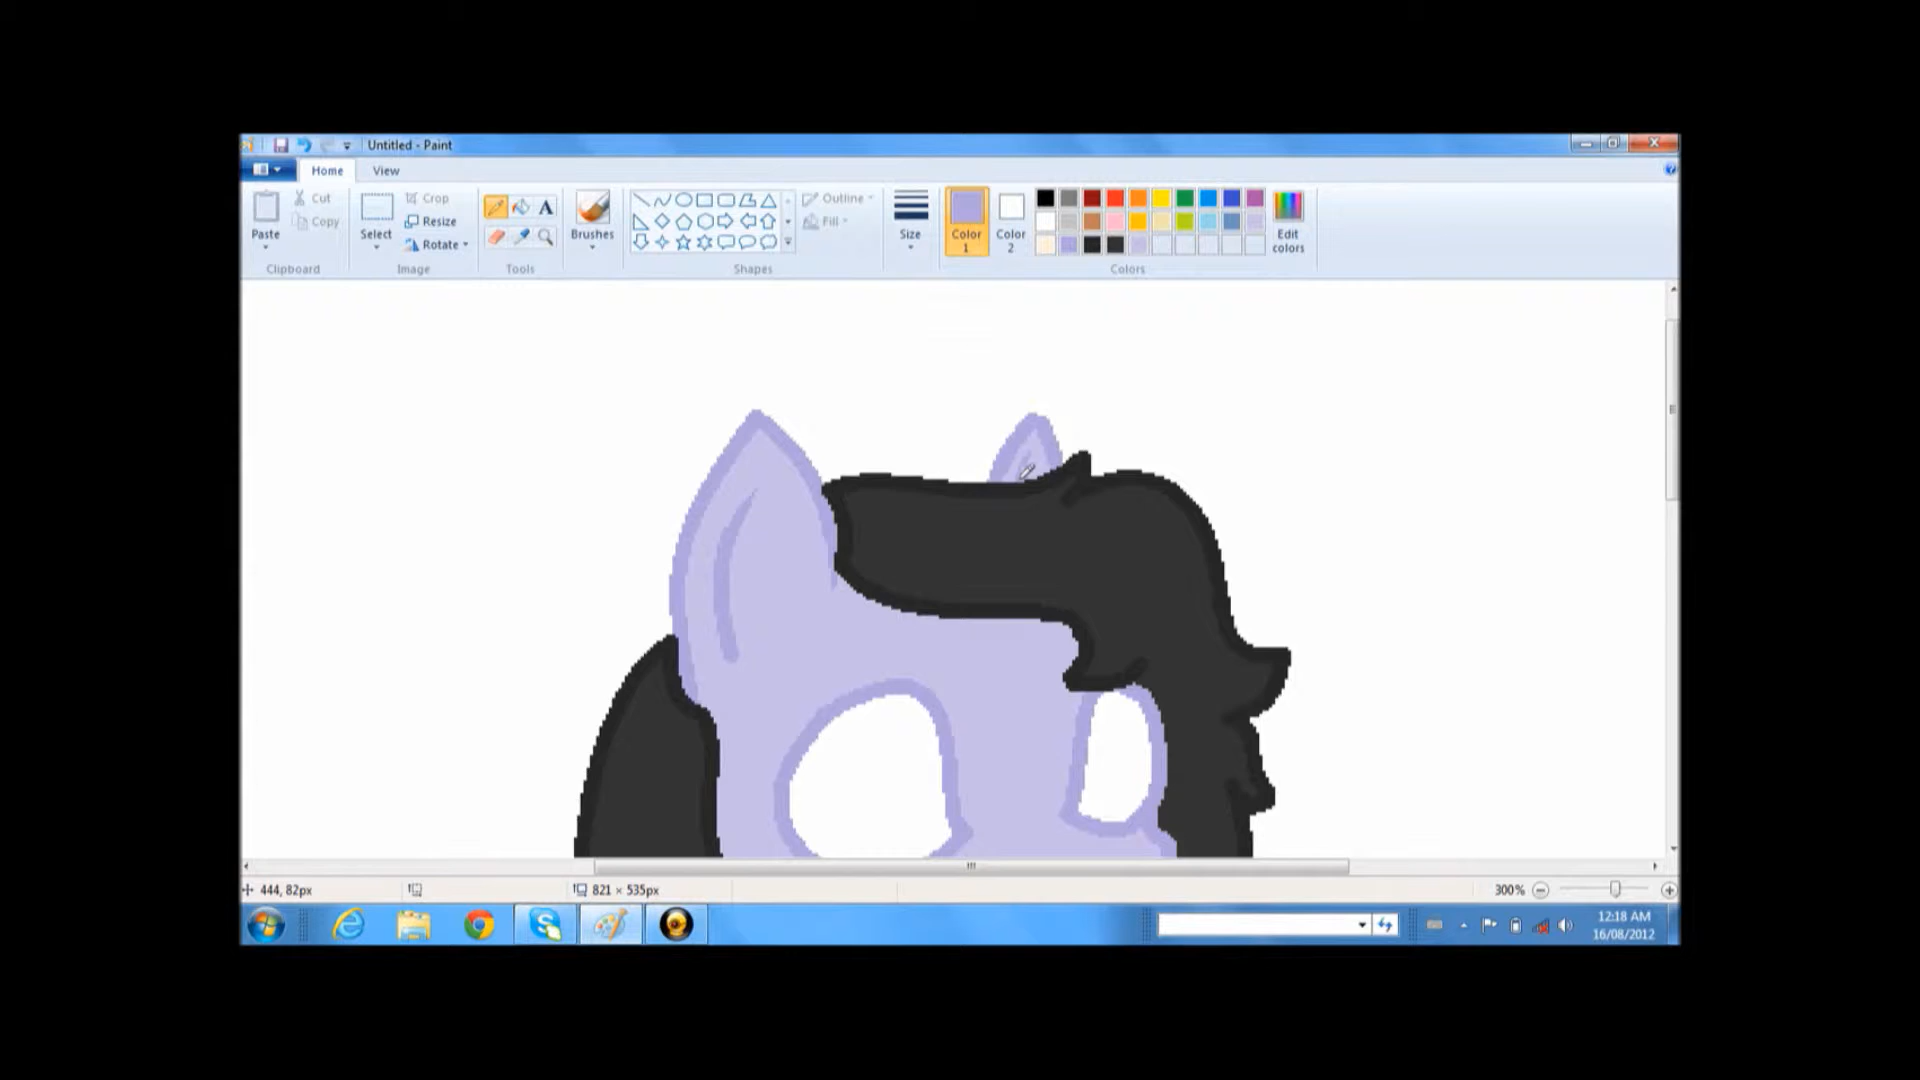 Untitled - Paint
Home View
Paste
Cut
Copy
Clipboard
Select
Crop
Resize
Rotate
Image
Tools
Brushes
Shapes
Outline
Fill
Size
Color 1
Color 2
Colors
Edit colors
444, 82px
821 × 535px
300%
12:18 AM
16/08/2012